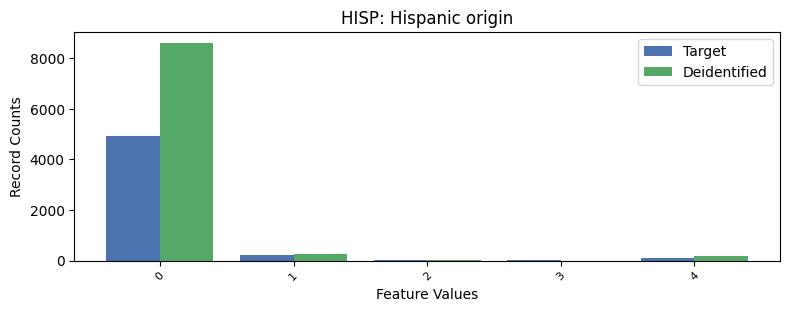 HISP: Hispanic origin
Target
Deidentified
Record Counts
8000
6000
4000
2000
0
0
1
2
3
4
Feature Values